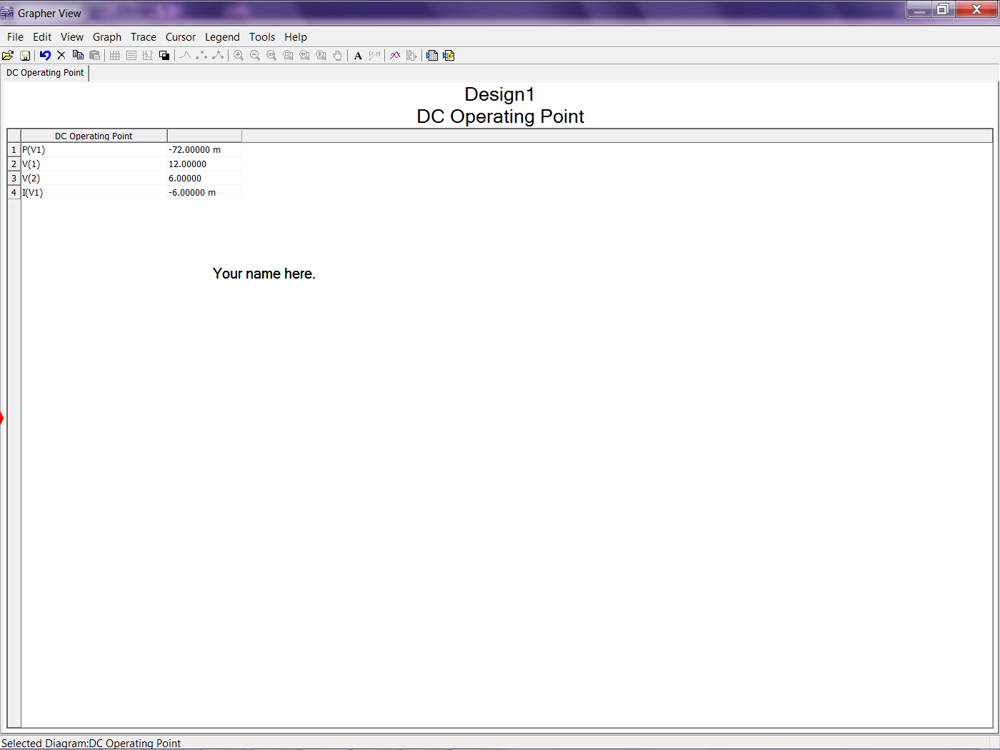 Grapher View
File Edit View Graph Trace Cursor Legend Tools Help
A
DC Operating Point
Design1
DC Operating Point
DC Operating Point
1 P(V1) -72.00000 m
2 V(1) 12.00000
3 V(2) 6.00000
4 I(V1) -6.00000 m
Your name here.
Selected Diagram:DC Operating Point